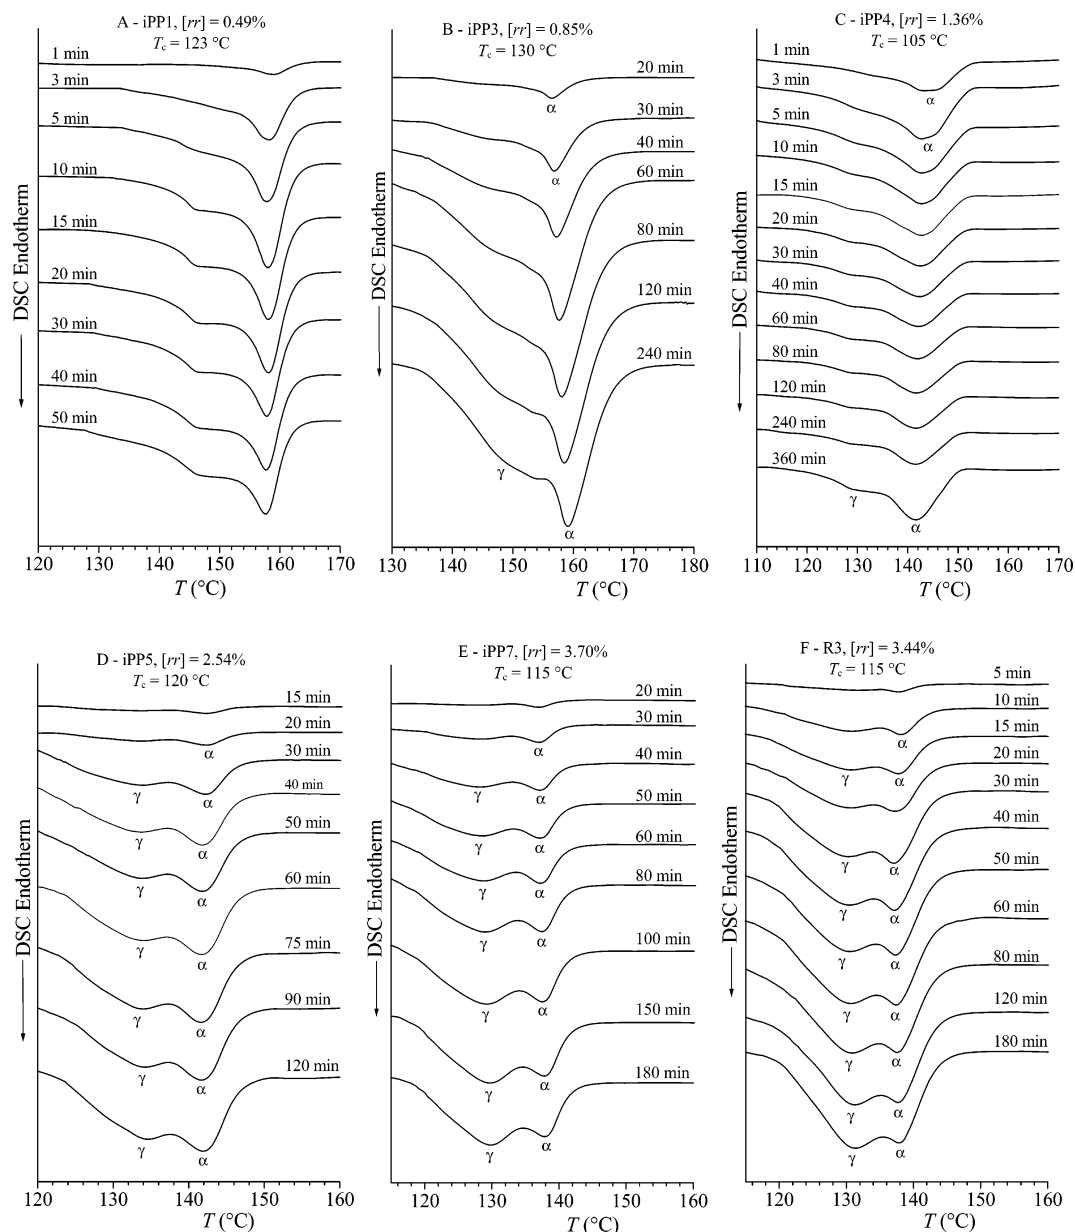 A - iPP1, [rr] = 0.49%
Tc = 123 °C
1 min
3 min
5 min
10 min
15 min
20 min
30 min
40 min
50 min
DSC Endotherm
120 130 140 150 160 170
T (°C)
B - iPP3, [rr] = 0.85%
Tc = 130 °C
20 min
α
30 min
α
40 min
60 min
80 min
120 min
240 min
γ
α
DSC Endotherm
130 140 150 160 170 180
T (°C)
C - iPP4, [rr] = 1.36%
Tc = 105 °C
1 min
α
3 min
α
5 min
10 min
15 min
20 min
30 min
40 min
60 min
80 min
120 min
240 min
360 min
γ
α
DSC Endotherm
110 120 130 140 150 160 170
T (°C)
D - iPP5, [rr] = 2.54%
Tc = 120 °C
15 min
20 min
α
30 min
γ α
40 min
γ α
50 min
γ α
60 min
γ α
75 min
γ α
90 min
γ α
120 min
γ α
DSC Endotherm
120 130 140 150 160
T (°C)
E - iPP7, [rr] = 3.70%
Tc = 115 °C
20 min
30 min
α
40 min
γ α
50 min
γ α
60 min
γ α
80 min
γ α
100 min
γ α
150 min
γ α
180 min
γ α
DSC Endotherm
120 130 140 150 160
T (°C)
F - R3, [rr] = 3.44%
Tc = 115 °C
5 min
10 min
α
15 min
γ α
20 min
30 min
γ α
40 min
γ α
50 min
γ α
60 min
γ α
80 min
γ α
120 min
γ α
180 min
γ α
DSC Endotherm
120 130 140 150 160
T (°C)